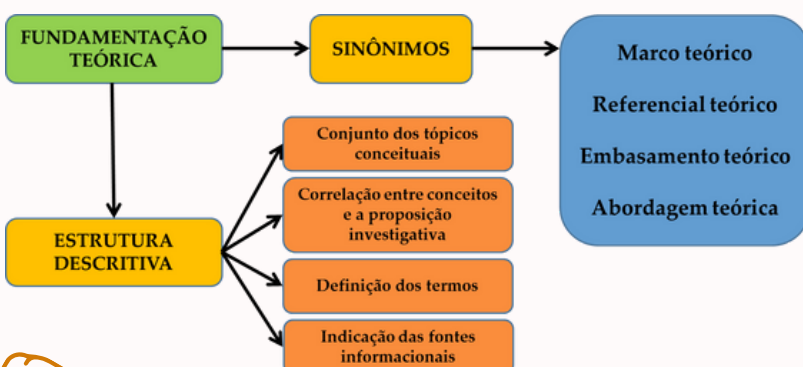 FUNDAMENTAÇÃO
TEÓRICA
SINÔNIMOS
Marco teórico
Referencial teórico
Embasamento teórico
Abordagem teórica
ESTRUTURA
DESCRITIVA
Conjunto dos tópicos
conceituais
Correlação entre conceitos
e a proposição
investigativa
Definição dos termos
Indicação das fontes
informacionais